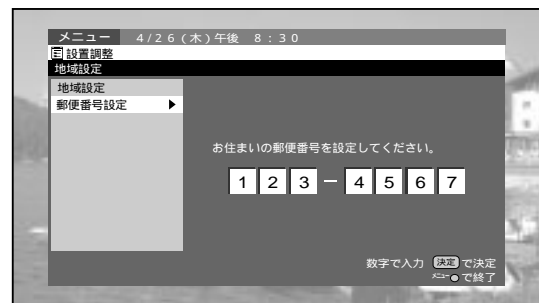 メニュー 4/26(木)午後 8:30
設置調整
地域設定
地域設定
郵便番号設定 ▶
お住まいの郵便番号を設定してください。
1 2 3 － 4 5 6 7
数字で入力 決定 で決定
メニュー で終了